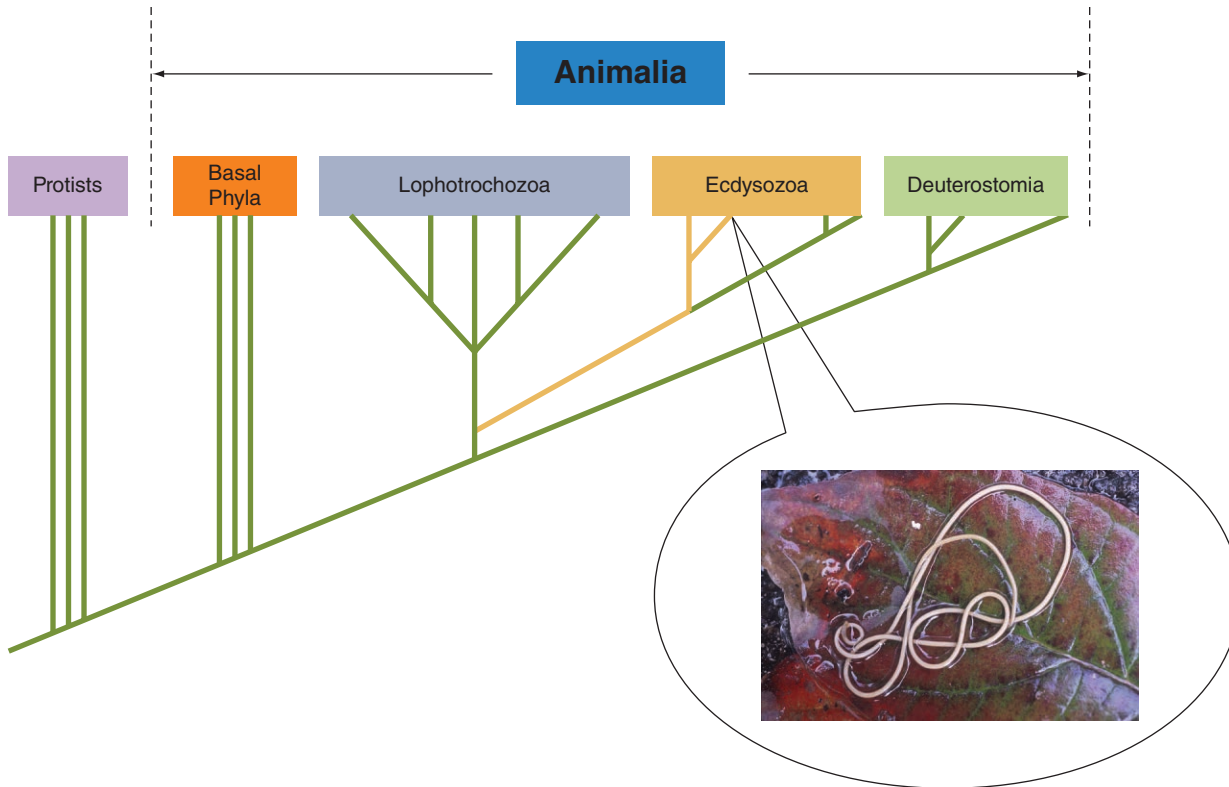 Animalia
Protists
Basal
Phyla
Lophotrochozoa
Ecdysozoa
Deuterostomia